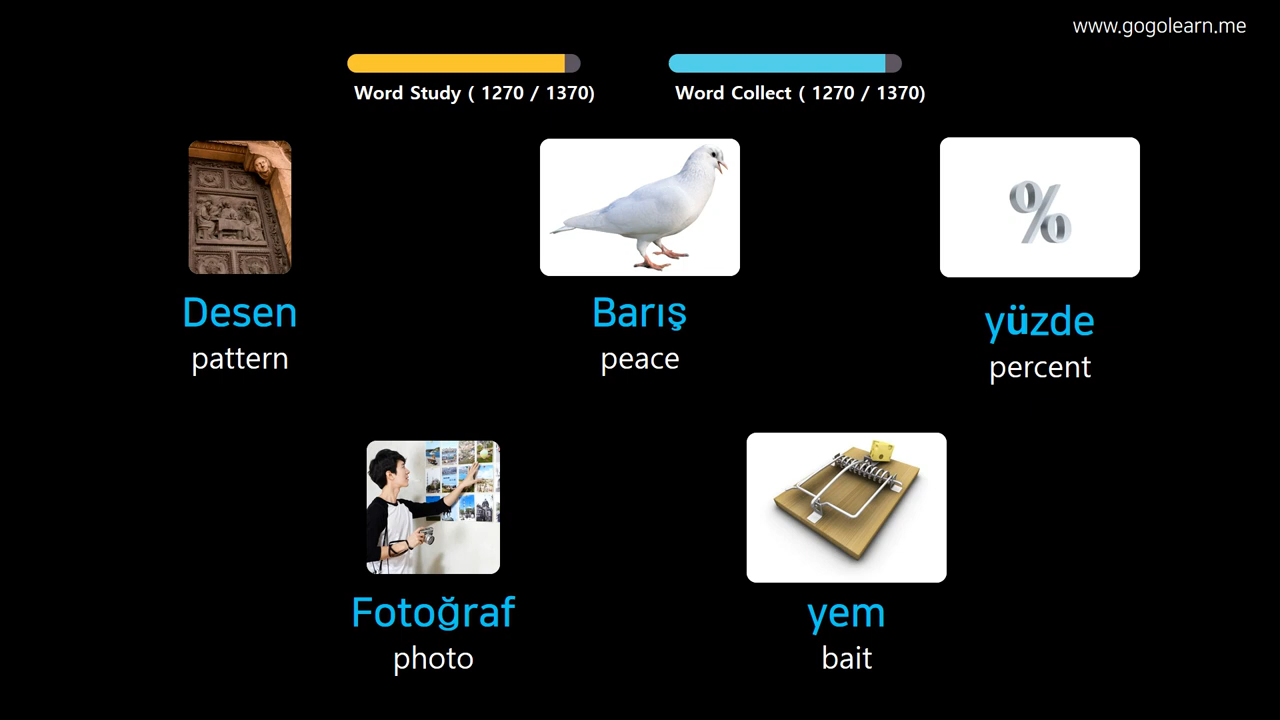 www.gogolearn.me
Word Study ( 1270 / 1370)
Word Collect ( 1270 / 1370)
Desen
pattern
Barış
peace
yüzde
percent
Fotoğraf
photo
yem
bait